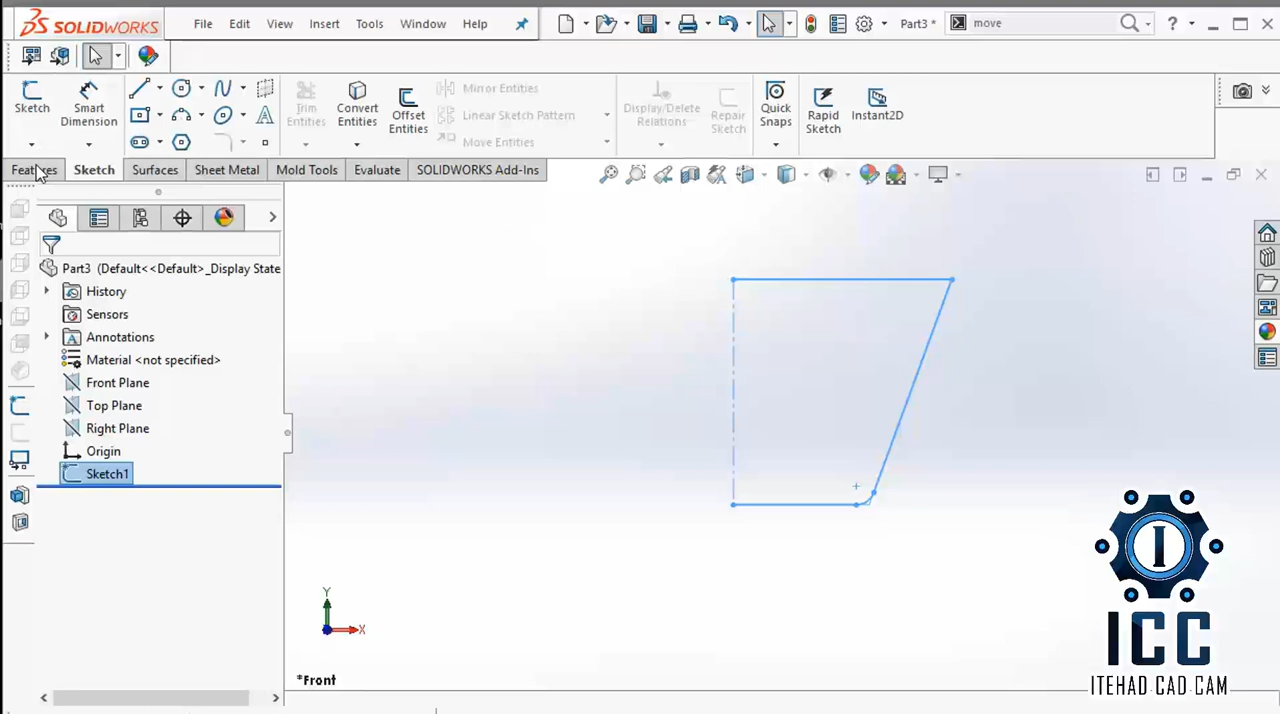 SOLIDWORKS File Edit View Insert Tools Window Help Part3 * move ?
Sketch Smart Dimension Trim Entities Convert Entities Offset Entities Mirror Entities Linear Sketch Pattern Move Entities Display/Delete Relations Repair Sketch Quick Snaps Rapid Sketch Instant2D
Features Sketch Surfaces Sheet Metal Mold Tools Evaluate SOLIDWORKS Add-Ins
Part3 (Default<<Default>_Display State
History
Sensors
Annotations
Material <not specified>
Front Plane
Top Plane
Right Plane
Origin
Sketch1
Y
X
*Front
I
ICC
ITEHAD CAD CAM